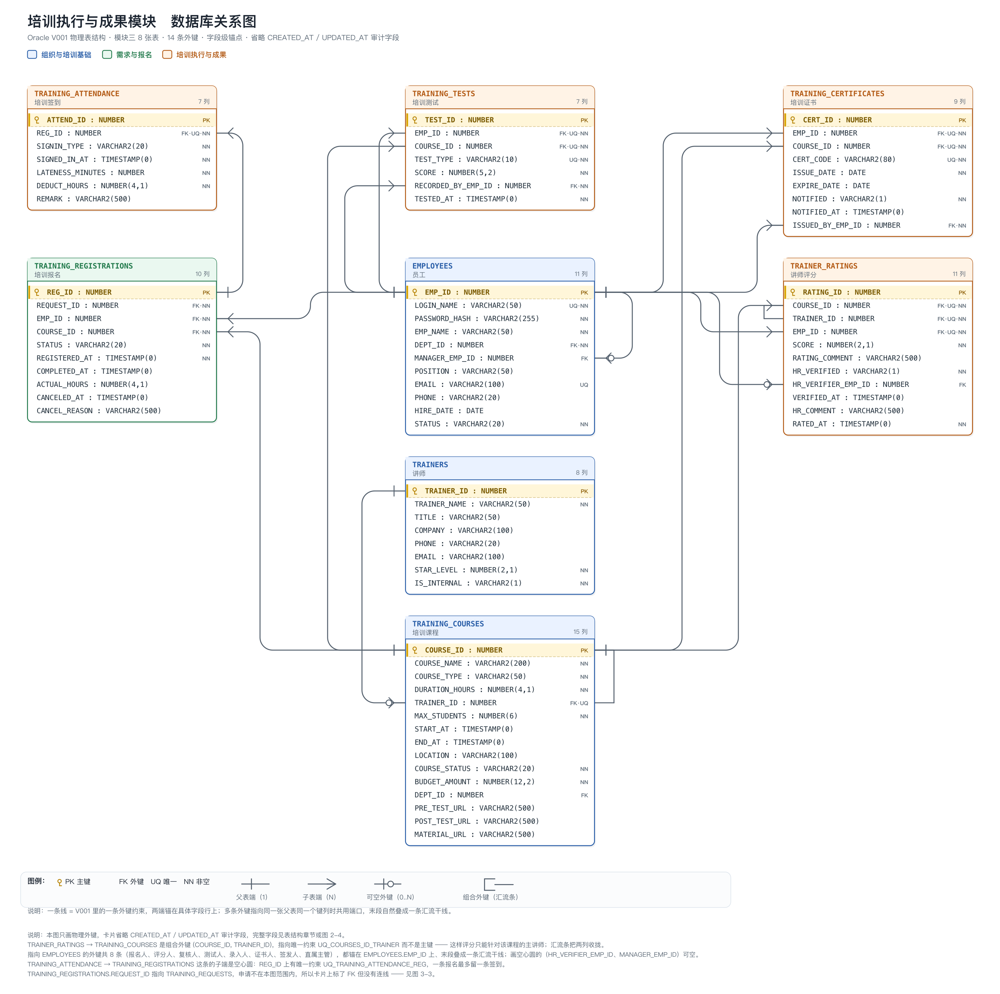 培训执行与成果模块 数据库关系图
Oracle V001 物理表结构 · 模块三 8 张表 · 14 条外键 · 字段级锚点 · 省略 CREATED_AT / UPDATED_AT 审计字段
组织与培训基础 需求与报名 培训执行与成果
TRAINING_ATTENDANCE
培训签到 7 列
ATTEND_ID : NUMBER PK
REG_ID : NUMBER FK·UQ·NN
SIGNIN_TYPE : VARCHAR2(20) NN
SIGNED_IN_AT : TIMESTAMP(0) NN
LATENESS_MINUTES : NUMBER NN
DEDUCT_HOURS : NUMBER(4,1) NN
REMARK : VARCHAR2(500)
TRAINING_TESTS
培训测试 7 列
TEST_ID : NUMBER PK
EMP_ID : NUMBER FK·UQ·NN
COURSE_ID : NUMBER FK·UQ·NN
TEST_TYPE : VARCHAR2(10) UQ·NN
SCORE : NUMBER(5,2) NN
RECORDED_BY_EMP_ID : NUMBER FK·NN
TESTED_AT : TIMESTAMP(0) NN
TRAINING_CERTIFICATES
培训证书 9 列
CERT_ID : NUMBER PK
EMP_ID : NUMBER FK·UQ·NN
COURSE_ID : NUMBER FK·UQ·NN
CERT_CODE : VARCHAR2(80) UQ·NN
ISSUE_DATE : DATE NN
EXPIRE_DATE : DATE
NOTIFIED : VARCHAR2(1) NN
NOTIFIED_AT : TIMESTAMP(0)
ISSUED_BY_EMP_ID : NUMBER FK·NN
TRAINING_REGISTRATIONS
培训报名 10 列
REG_ID : NUMBER PK
REQUEST_ID : NUMBER FK·NN
EMP_ID : NUMBER FK·NN
COURSE_ID : NUMBER FK·NN
STATUS : VARCHAR2(20) NN
REGISTERED_AT : TIMESTAMP(0) NN
COMPLETED_AT : TIMESTAMP(0)
ACTUAL_HOURS : NUMBER(4,1)
CANCELED_AT : TIMESTAMP(0)
CANCEL_REASON : VARCHAR2(500)
EMPLOYEES
员工 11 列
EMP_ID : NUMBER PK
LOGIN_NAME : VARCHAR2(50) UQ·NN
PASSWORD_HASH : VARCHAR2(255) NN
EMP_NAME : VARCHAR2(50) NN
DEPT_ID : NUMBER FK·NN
MANAGER_EMP_ID : NUMBER FK
POSITION : VARCHAR2(50)
EMAIL : VARCHAR2(100) UQ
PHONE : VARCHAR2(20)
HIRE_DATE : DATE
STATUS : VARCHAR2(20) NN
TRAINER_RATINGS
讲师评分 11 列
RATING_ID : NUMBER PK
COURSE_ID : NUMBER FK·UQ·NN
TRAINER_ID : NUMBER FK·UQ·NN
EMP_ID : NUMBER FK·UQ·NN
SCORE : NUMBER(2,1) NN
RATING_COMMENT : VARCHAR2(500)
HR_VERIFIED : VARCHAR2(1) NN
HR_VERIFIER_EMP_ID : NUMBER FK
VERIFIED_AT : TIMESTAMP(0)
HR_COMMENT : VARCHAR2(500)
RATED_AT : TIMESTAMP(0) NN
TRAINERS
讲师 8 列
TRAINER_ID : NUMBER PK
TRAINER_NAME : VARCHAR2(50) NN
TITLE : VARCHAR2(50)
COMPANY : VARCHAR2(100)
PHONE : VARCHAR2(20)
EMAIL : VARCHAR2(100)
STAR_LEVEL : NUMBER(2,1) NN
IS_INTERNAL : VARCHAR2(1) NN
TRAINING_COURSES
培训课程 15 列
COURSE_ID : NUMBER PK
COURSE_NAME : VARCHAR2(200) NN
COURSE_TYPE : VARCHAR2(50) NN
DURATION_HOURS : NUMBER(4,1) NN
TRAINER_ID : NUMBER FK·UQ
MAX_STUDENTS : NUMBER(6) NN
START_AT : TIMESTAMP(0)
END_AT : TIMESTAMP(0)
LOCATION : VARCHAR2(100)
COURSE_STATUS : VARCHAR2(20) NN
BUDGET_AMOUNT : NUMBER(12,2) NN
DEPT_ID : NUMBER FK
PRE_TEST_URL : VARCHAR2(500)
POST_TEST_URL : VARCHAR2(500)
MATERIAL_URL : VARCHAR2(500)
图例： PK 主键 FK 外键 UQ 唯一 NN 非空
父表端（1） 子表端（N） 可空外键（0..N） 组合外键（汇流条）
说明：一条线 = V001 里的一条外键约束，两端锚在具体字段行上；多条外键指向同一张父表同一个键列时共用端口，末段自然叠成一条汇流干线。
说明：本图只画物理外键，卡片省略 CREATED_AT / UPDATED_AT 审计字段，完整字段见表结构章节或图 2-4。
TRAINER_RATINGS → TRAINING_COURSES 是组合外键 (COURSE_ID, TRAINER_ID)，指向唯一约束 UQ_COURSES_ID_TRAINER 而不是主键 —— 这样评分只能针对该课程的主讲师；汇流条把两列收拢。
指向 EMPLOYEES 的外键共 8 条（报名人、评分人、复核人、测试人、录入人、证书人、签发人、直属主管），都锚在 EMPLOYEES.EMP_ID 上、末段叠成一条汇流干线；画空心圆的（HR_VERIFIER_EMP_ID、MANAGER_EMP_ID）可空。
TRAINING_ATTENDANCE → TRAINING_REGISTRATIONS 这条的子端是空心圆：REG_ID 上有唯一约束 UQ_TRAINING_ATTENDANCE_REG，一条报名最多留一条签到。
TRAINING_REGISTRATIONS.REQUEST_ID 指向 TRAINING_REQUESTS，申请不在本图范围内，所以卡片上标了 FK 但没有连线 —— 见图 3-3。